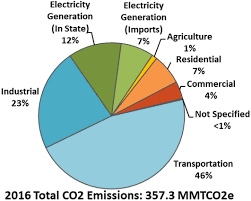 Electricity
Generation
(In State)
12%
Electricity
Generation
(Imports)
7%
Agriculture
1%
Residential
7%
Commercial
4%
Not Specified
<1%
Transportation
46%
Industrial
23%
2016 Total CO2 Emissions: 357.3 MMTCO2e